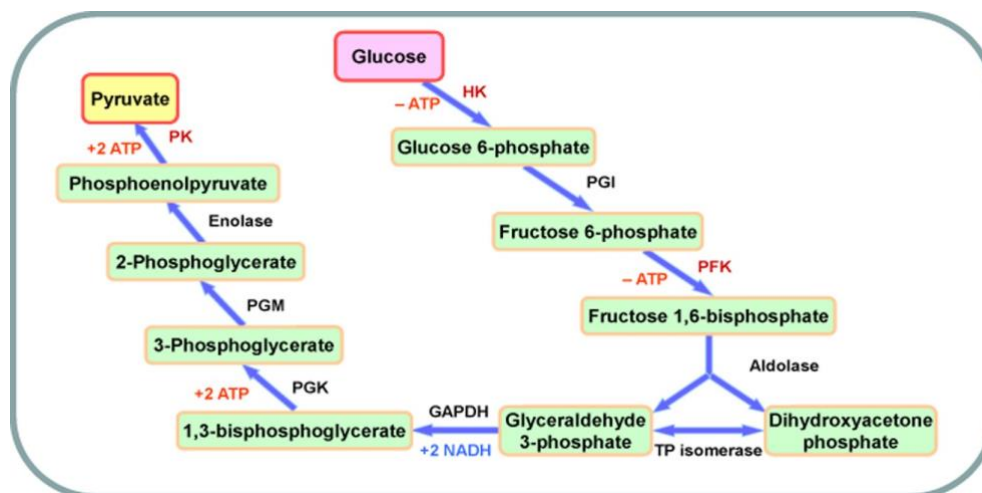 Glucose
HK
– ATP
Glucose 6-phosphate
PGI
Fructose 6-phosphate
PFK
– ATP
Fructose 1,6-bisphosphate
Aldolase
Glyceraldehyde
3-phosphate
Dihydroxyacetone
phosphate
TP isomerase
GAPDH
+2 NADH
1,3-bisphosphoglycerate
PGK
+2 ATP
3-Phosphoglycerate
PGM
2-Phosphoglycerate
Enolase
Phosphoenolpyruvate
PK
+2 ATP
Pyruvate